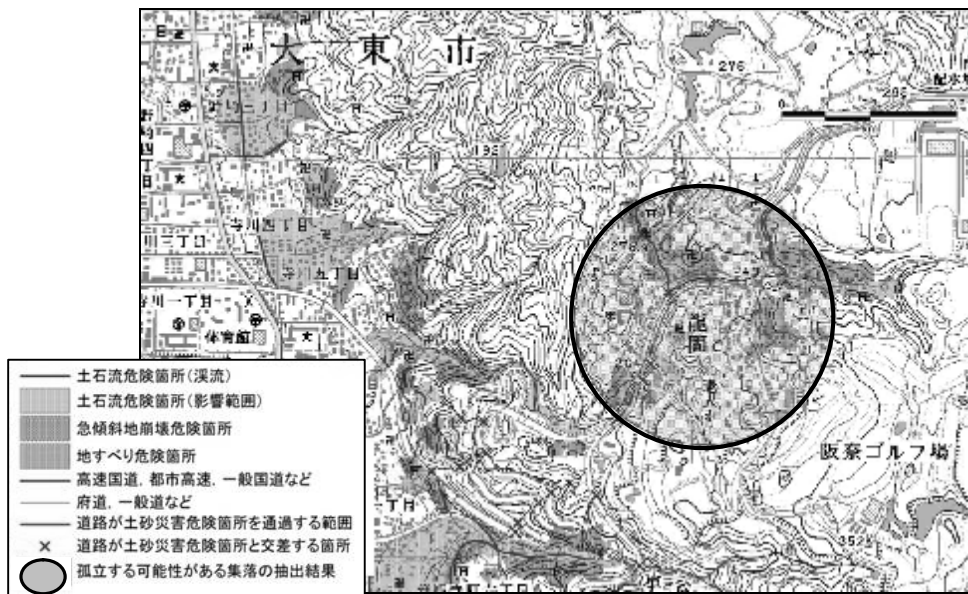 大東市
276
192
寺川四丁目
寺川五丁目
川三丁目
寺川一丁目
体育館
龍間
阪奈ゴルフ場
土石流危険箇所(渓流)
土石流危険箇所(影響範囲)
急傾斜地崩壊危険箇所
地すべり危険箇所
高速国道、都市高速、一般国道など
府道、一般道など
道路が土砂災害危険箇所を通過する範囲
道路が土砂災害危険箇所と交差する箇所
孤立する可能性がある集落の抽出結果